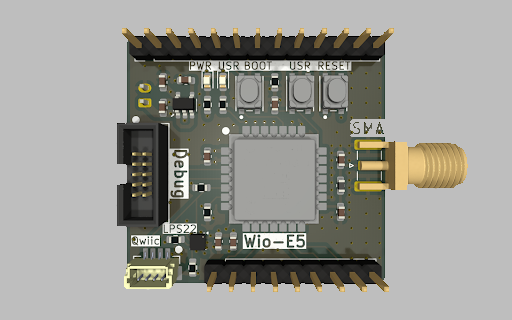 PWR USR BOOT USR RESET
SMA
Debug
LPS22
Qwiic
Wio-E5